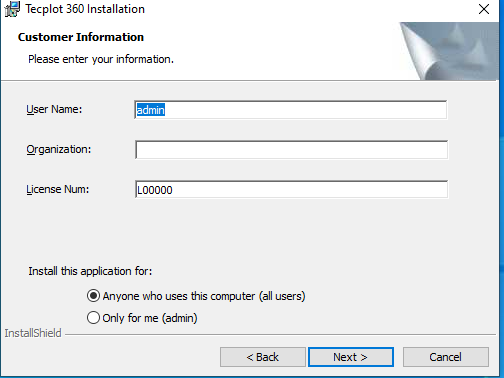 Tecplot 360 Installation
Customer Information
Please enter your information.
User Name: admin
Organization:
License Num: L00000
Install this application for:
Anyone who uses this computer (all users)
Only for me (admin)
InstallShield
< Back Next > Cancel